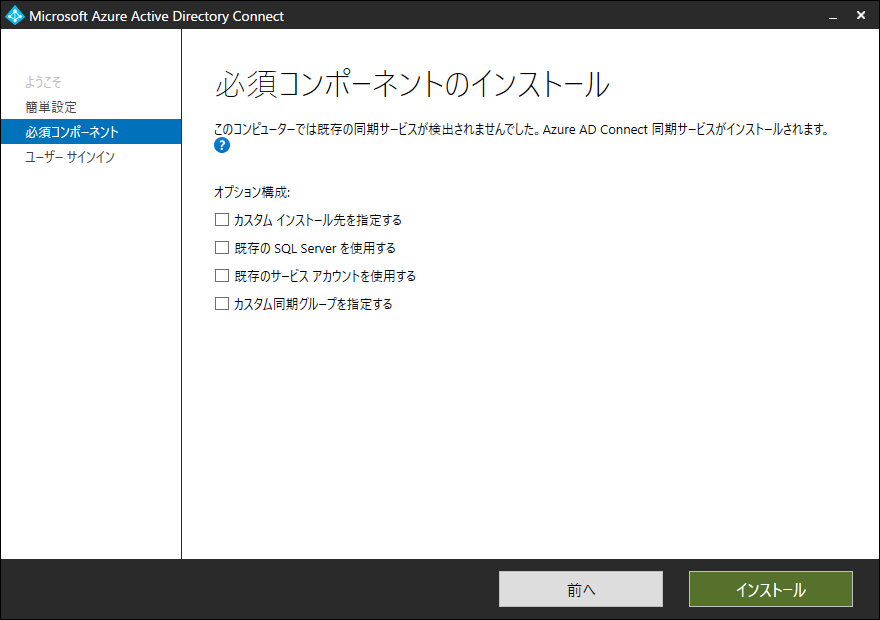 Microsoft Azure Active Directory Connect
ようこそ
簡単設定
必須コンポーネント
ユーザー サインイン
必須コンポーネントのインストール
このコンピューターでは既存の同期サービスが検出されませんでした。Azure AD Connect 同期サービスがインストールされます。
?
オプション構成:
カスタム インストール先を指定する
既存の SQL Server を使用する
既存のサービス アカウントを使用する
カスタム同期グループを指定する
前へ
インストール